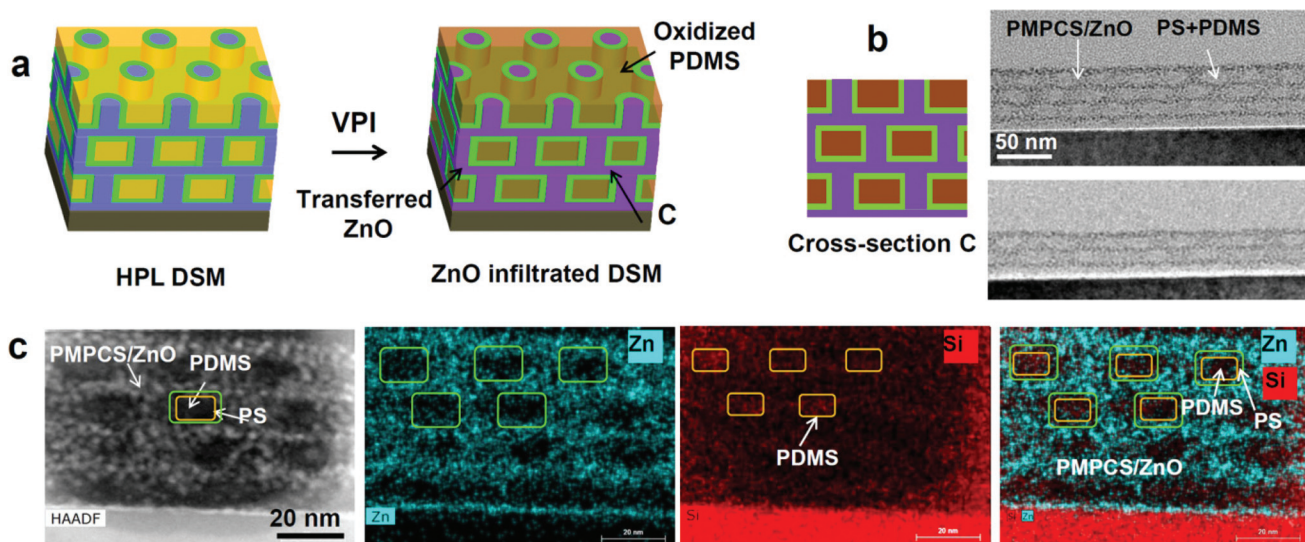 a
Oxidized
PDMS
VPI
Transferred
ZnO
C
HPL DSM
ZnO infiltrated DSM
b
PMPCS/ZnO
PS+PDMS
50 nm
Cross-section C
c
PMPCS/ZnO
PDMS
PS
HAADF
20 nm
Zn
Zn
20 nm
Si
PDMS
Si
20 nm
Zn
Si
PDMS
PS
PMPCS/ZnO
Si Zn
20 nm